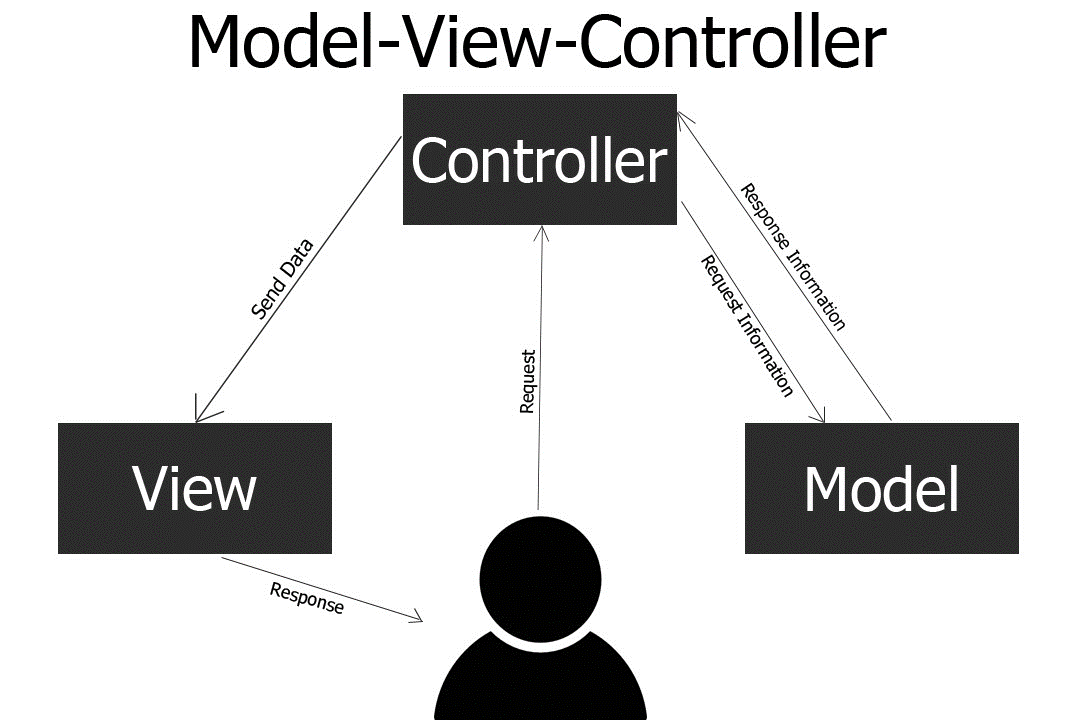 Model-View-Controller
Controller
Send Data
Response Information
Request Information
Request
View
Model
Response